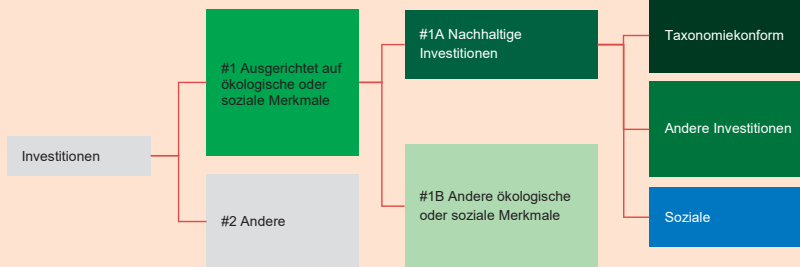 Investitionen
#1 Ausgerichtet auf
ökologische oder
soziale Merkmale
#2 Andere
#1A Nachhaltige
Investitionen
#1B Andere ökologische
oder soziale Merkmale
Taxonomiekonform
Andere Investitionen
Soziale